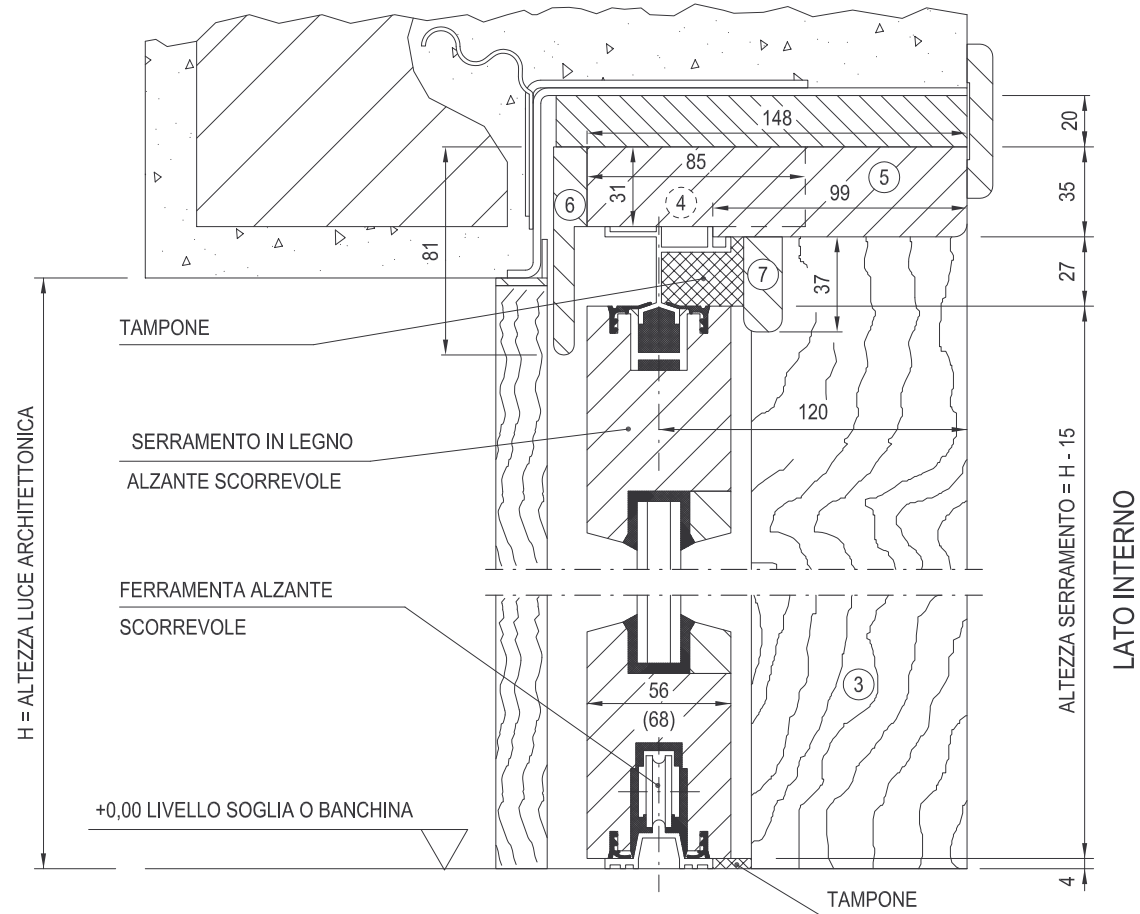 148
20
85
31
4
5
99
35
6
81
7
37
27
TAMPONE
120
SERRAMENTO IN LEGNO
ALZANTE SCORREVOLE
H = ALTEZZA LUCE ARCHITETTONICA
ALTEZZA SERRAMENTO = H - 15
LATO INTERNO
FERRAMENTA ALZANTE
SCORREVOLE
3
56
(68)
+0,00 LIVELLO SOGLIA O BANCHINA
4
TAMPONE